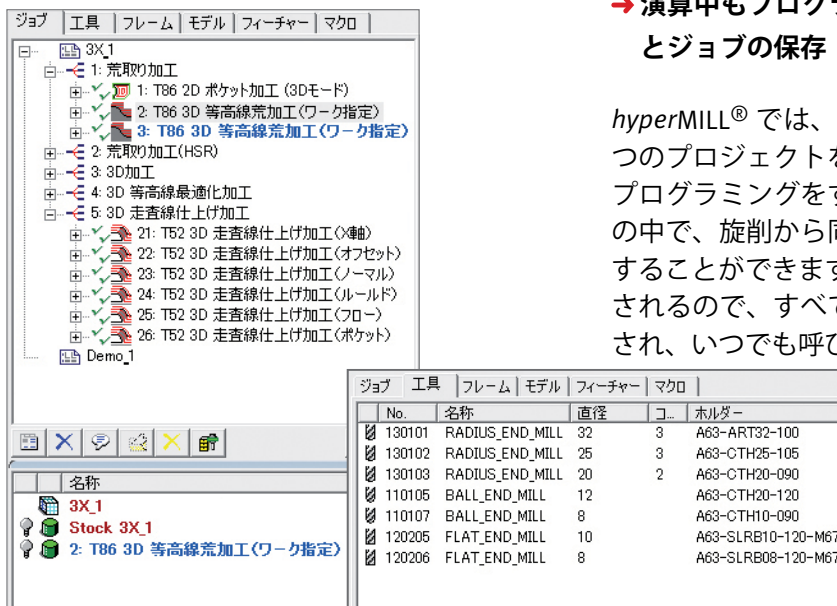 ジョブ 工具 フレーム モデル フィーチャー マクロ
3X_1
1: 荒取り加工
1: T86 2D ポケット加工 (3Dモード)
2: T86 3D 等高線荒加工(ワーク指定)
3: T86 3D 等高線荒加工(ワーク指定)
2: 荒取り加工(HSR)
3: 3D加工
4: 3D 等高線最適化加工
5: 3D 走査線仕上げ加工
21: T52 3D 走査線仕上げ加工(X軸)
22: T52 3D 走査線仕上げ加工(オフセット)
23: T52 3D 走査線仕上げ加工(ノーマル)
24: T52 3D 走査線仕上げ加工(ルールド)
25: T52 3D 走査線仕上げ加工(フロー)
26: T52 3D 走査線仕上げ加工(ポケット)
Demo_1
名称
3X_1
Stock 3X_1
2: T86 3D 等高線荒加工(ワーク指定)
➜ 演算中もプログラ
とジョブの保存
hyperMILL® では、
つのプロジェクトを
プログラミングをす
の中で、旋削から同
することができます
されるので、すべて
され、いつでも呼び
ジョブ 工具 フレーム モデル フィーチャー マクロ
No. 名称 直径 コ... ホルダー
130101 RADIUS_END_MILL 32 3 A63-ART32-100
130102 RADIUS_END_MILL 25 3 A63-CTH25-105
130103 RADIUS_END_MILL 20 2 A63-CTH20-090
110105 BALL_END_MILL 12 A63-CTH20-120
110107 BALL_END_MILL 8 A63-CTH10-090
120205 FLAT_END_MILL 10 A63-SLRB10-120-M67
120206 FLAT_END_MILL 8 A63-SLRB08-120-M67